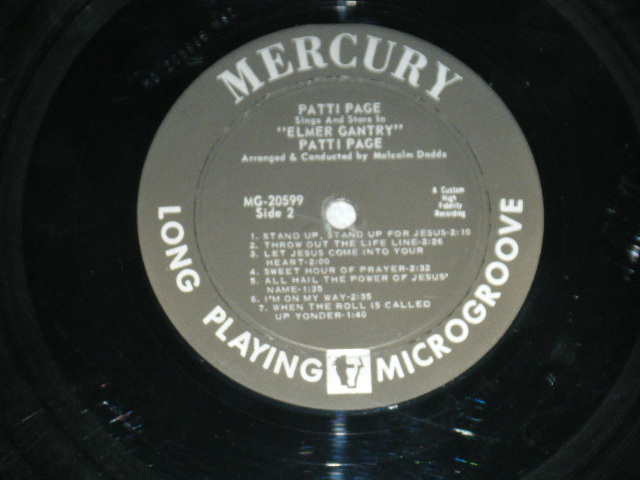 MERCURY
PATTI PAGE
Sings And Stars In
"ELMER GANTRY"
PATTI PAGE
Arranged & Conducted by Malcolm Dodds
MG-20599
Side 2
A Custom
High
Fidelity
Recording
1. STAND UP, STAND UP FOR JESUS-2:10
2. THROW OUT THE LIFE LINE-2:26
3. LET JESUS COME INTO YOUR
HEART-2:00
4. SWEET HOUR OF PRAYER-2:32
5. ALL HAIL THE POWER OF JESUS'
NAME-1:35
6. I'M ON MY WAY-2:35
7. WHEN THE ROLL IS CALLED
UP YONDER-1:40
LONG PLAYING MICROGROOVE